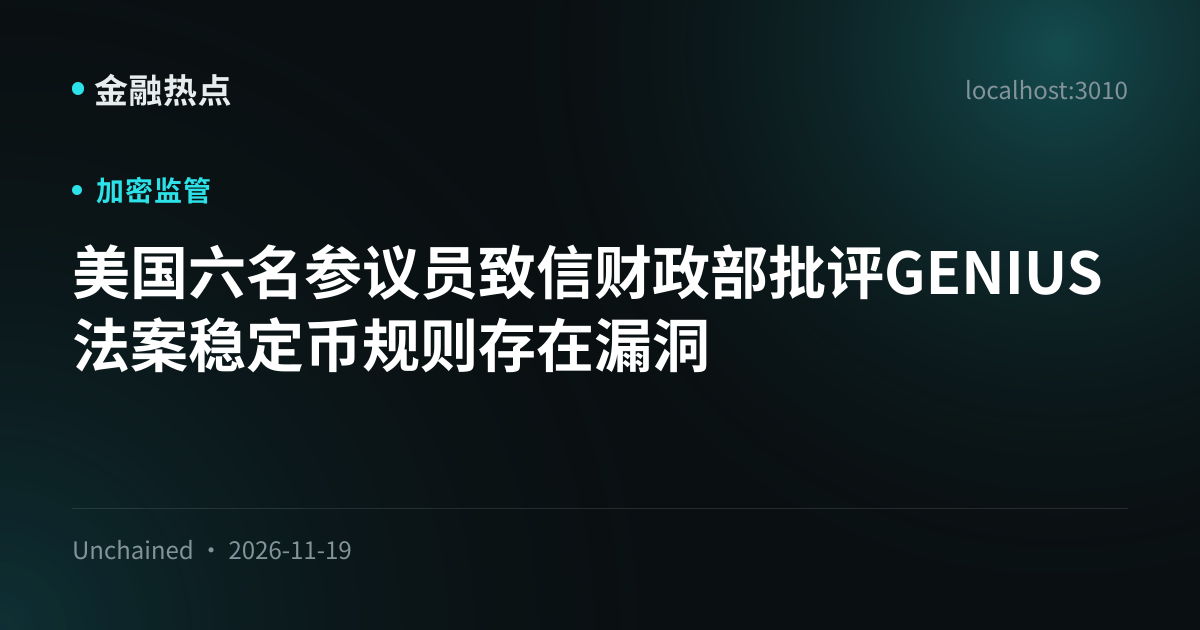 金融热点
localhost:3010
加密监管
美国六名参议员致信财政部批评GENIUS
法案稳定币规则存在漏洞
Unchained · 2026-11-19